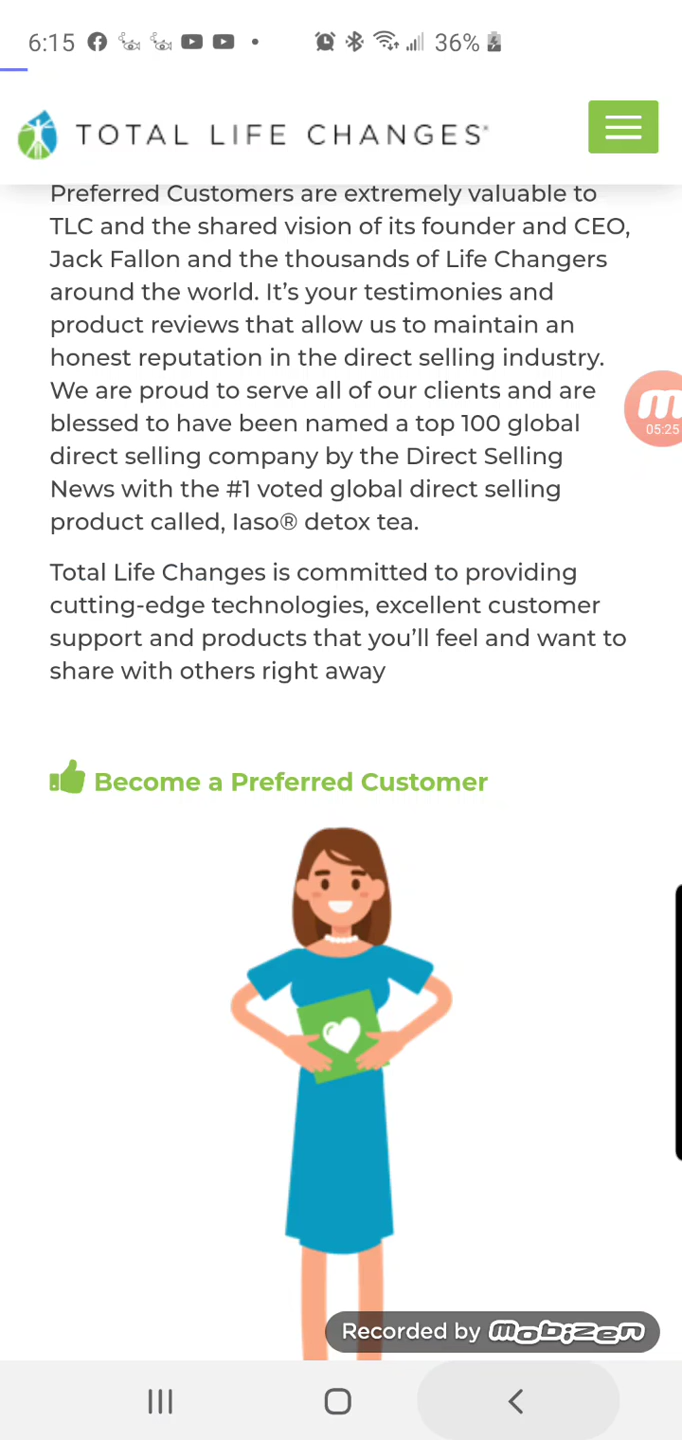 6:15
36%
TOTAL LIFE CHANGES®
Preferred Customers are extremely valuable to
TLC and the shared vision of its founder and CEO,
Jack Fallon and the thousands of Life Changers
around the world. It’s your testimonies and
product reviews that allow us to maintain an
honest reputation in the direct selling industry.
We are proud to serve all of our clients and are
blessed to have been named a top 100 global
direct selling company by the Direct Selling
News with the #1 voted global direct selling
product called, Iaso® detox tea.
m
05:25
Total Life Changes is committed to providing
cutting-edge technologies, excellent customer
support and products that you’ll feel and want to
share with others right away
Become a Preferred Customer
Recorded by mobizen